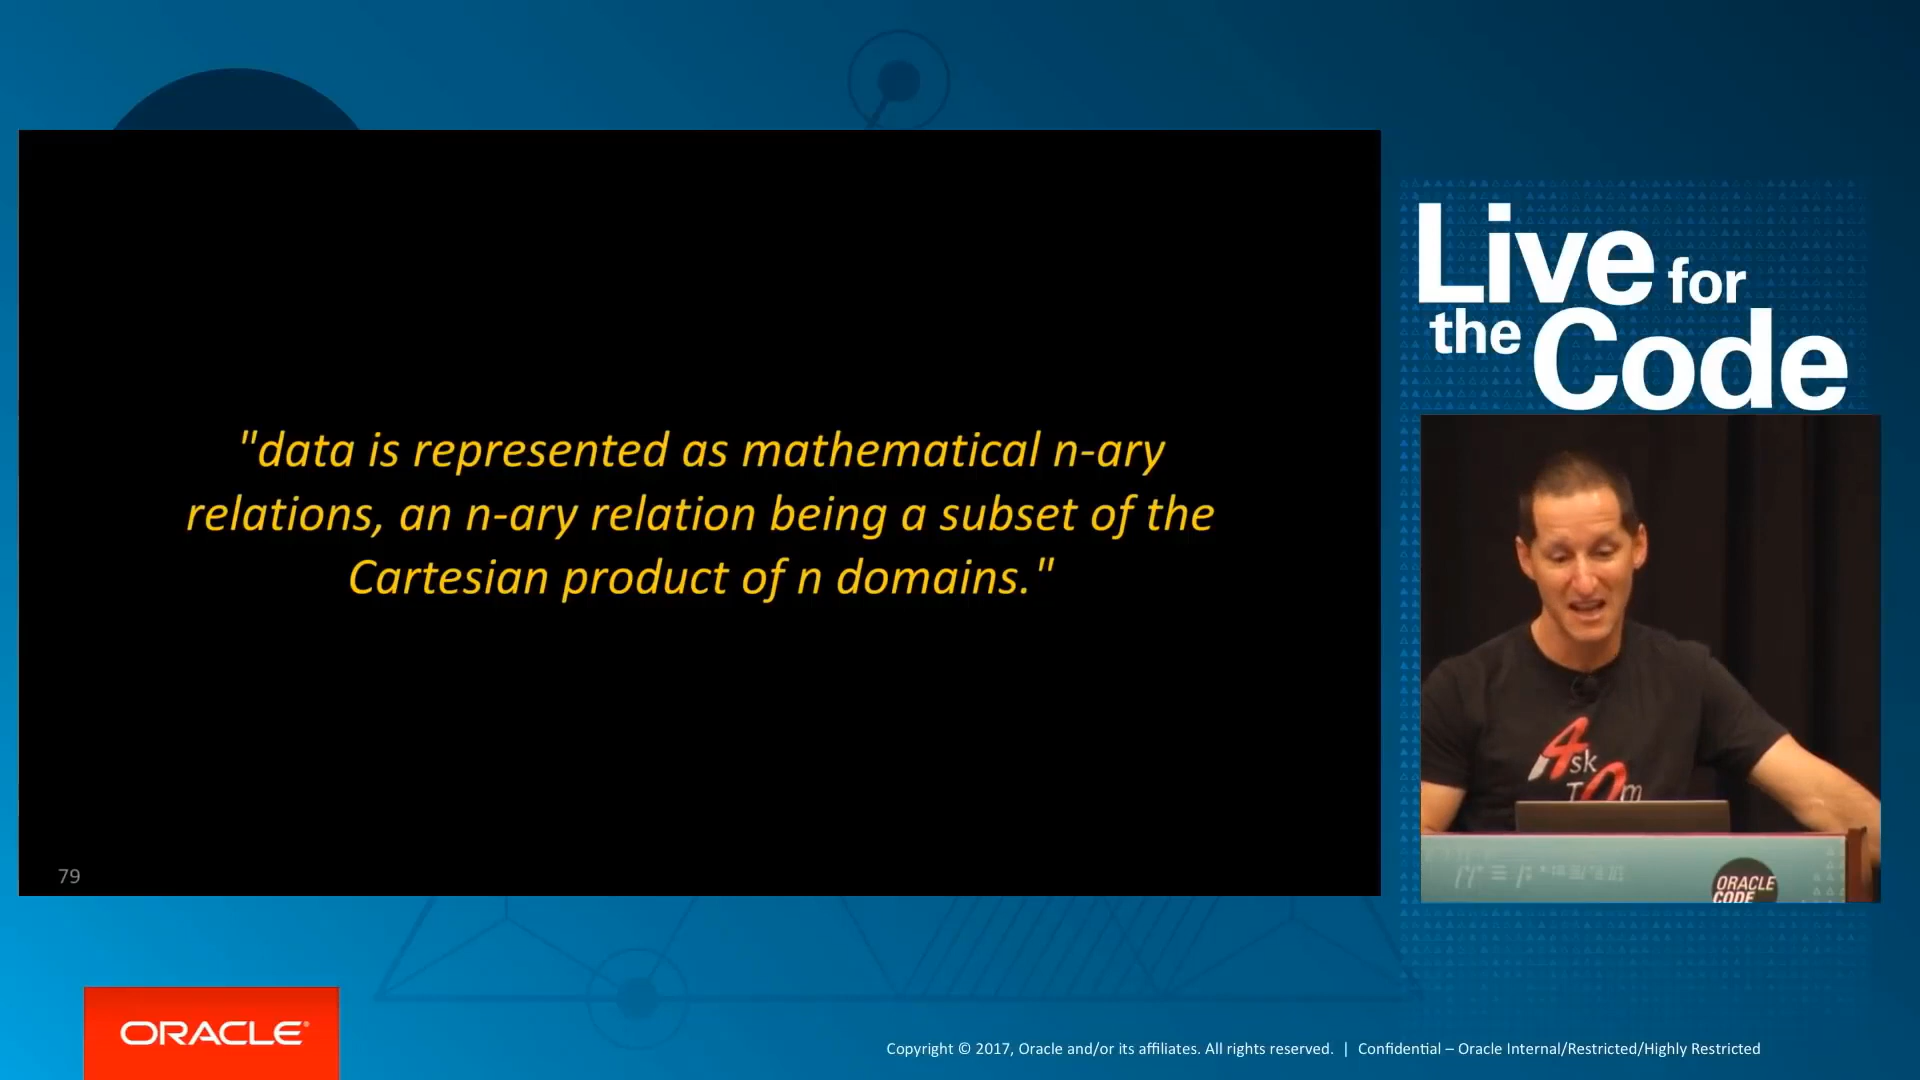 "data is represented as mathematical n-ary
relations, an n-ary relation being a subset of the
Cartesian product of n domains."
79
Live for
the Code
Ask
TOm
ORACLE
CODE
ORACLE®
Copyright © 2017, Oracle and/or its affiliates. All rights reserved. | Confidential – Oracle Internal/Restricted/Highly Restricted